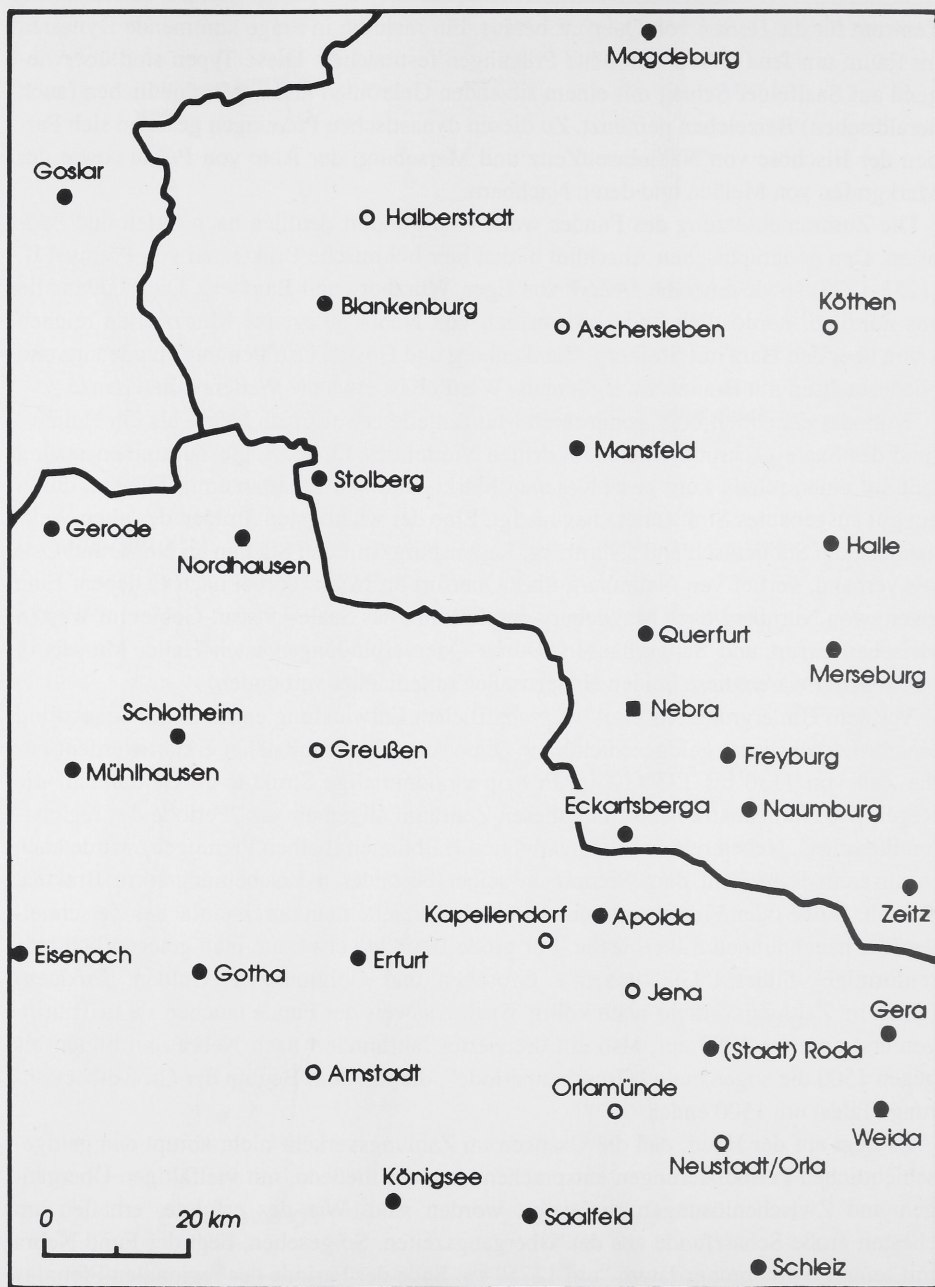 Magdeburg
Goslar
Halberstadt
Blankenburg
Köthen
Aschersleben
Mansfeld
Stolberg
Gerode
Nordhausen
Halle
Querfurt
Merseburg
Nebra
Schlotheim
Greußen
Freyburg
Mühlhausen
Eckartsberga
Naumburg
Zeitz
Kapellendorf
Apolda
Eisenach
Gotha
Erfurt
Jena
Gera
(Stadt) Roda
Arnstadt
Orlamünde
Weida
Neustadt/Orla
Königsee
0 20 km
Saalfeld
Schleiz